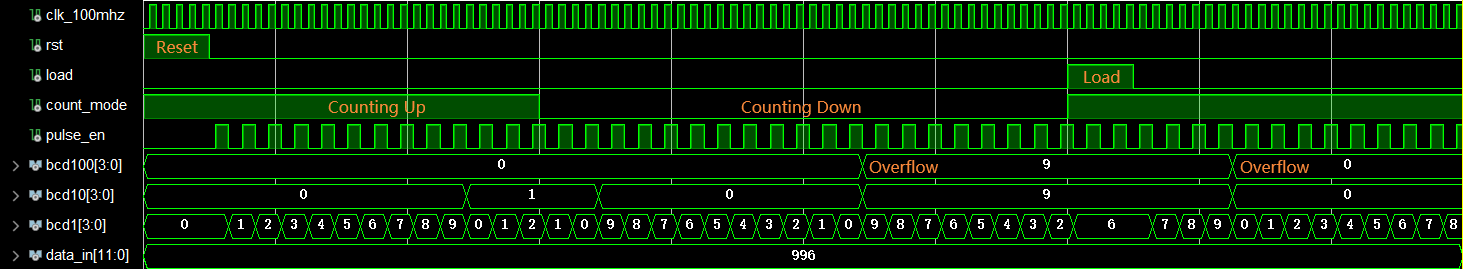 clk_100mhz
rst Reset
load Load
count_mode Counting Up Counting Down
pulse_en
bcd100[3:0] 0 Overflow 9 Overflow 0
bcd10[3:0] 0 1 0 9 0
bcd1[3:0] 0 1 2 3 4 5 6 7 8 9 0 1 2 1 0 9 8 7 6 5 4 3 2 1 0 9 8 7 6 5 4 3 2 6 7 8 9 0 1 2 3 4 5 6 7 8
data_in[11:0] 996